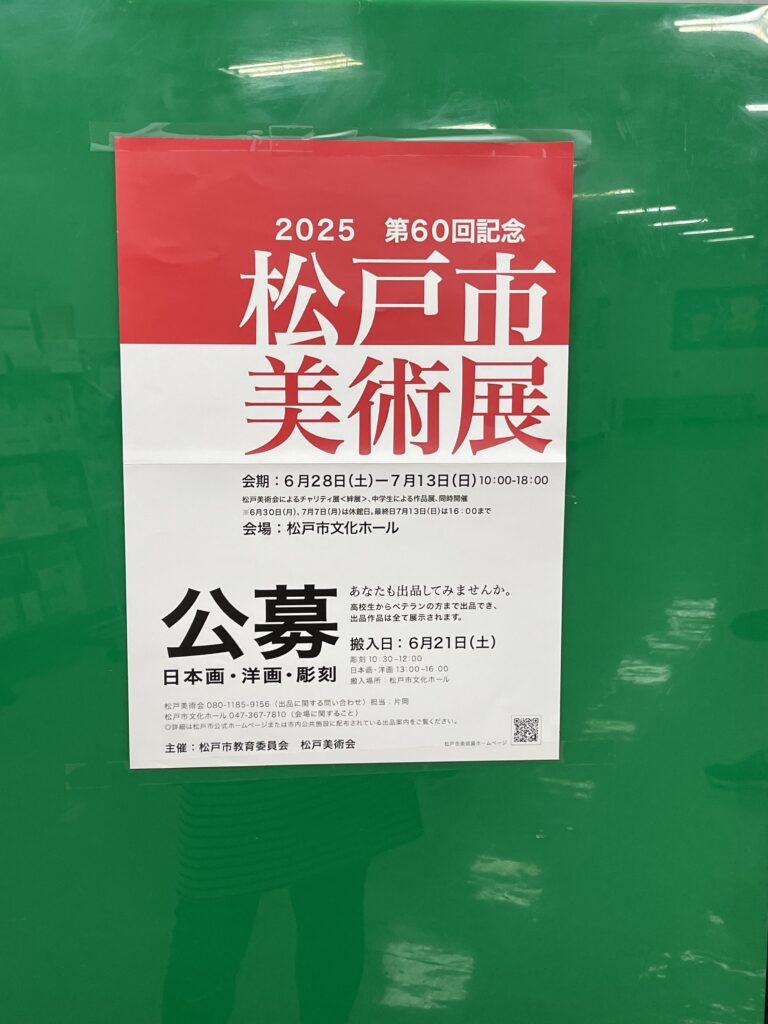 2025 第60回記念
松戸市
美術展
会期：6月28日(土)ー7月13日(日)10:00-18:00
松戸美術会によるチャリティ展<絆展>、中学生による作品展、同時開催
※6月30日(月)、7月7日(月)は休館日。最終日7月13日(日)は16：00まで
会場：松戸市文化ホール
公募
日本画・洋画・彫刻
あなたも出品してみませんか。
高校生からベテランの方まで出品でき、
出品作品は全て展示されます。
搬入日：6月21日(土)
彫刻 10:30−12:00
日本画・洋画 13:00−16:00
搬入場所：松戸市文化ホール
松戸美術会 080-1185-9156（出品に関する問い合わせ）担当：片岡
松戸市文化ホール 047-367-7810（会場に関すること）
◎詳細は松戸市公式ホームページまたは市内公共施設に配布されている出品案内をご覧ください。
主催：松戸市教育委員会 松戸美術会
松戸市美術展ホームページ